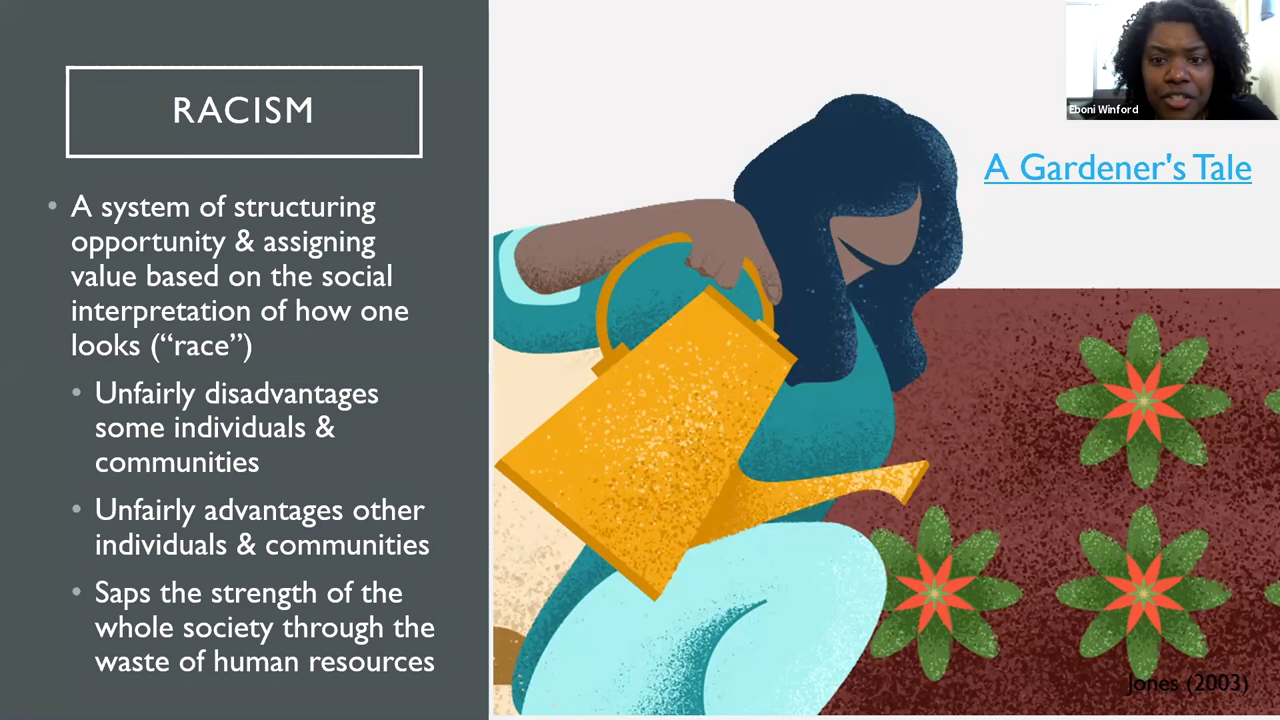 RACISM
• A system of structuring
opportunity & assigning
value based on the social
interpretation of how one
looks (“race”)
• Unfairly disadvantages
some individuals &
communities
• Unfairly advantages other
individuals & communities
• Saps the strength of the
whole society through the
waste of human resources
Eboni Winford
A Gardener's Tale
Jones (2003)